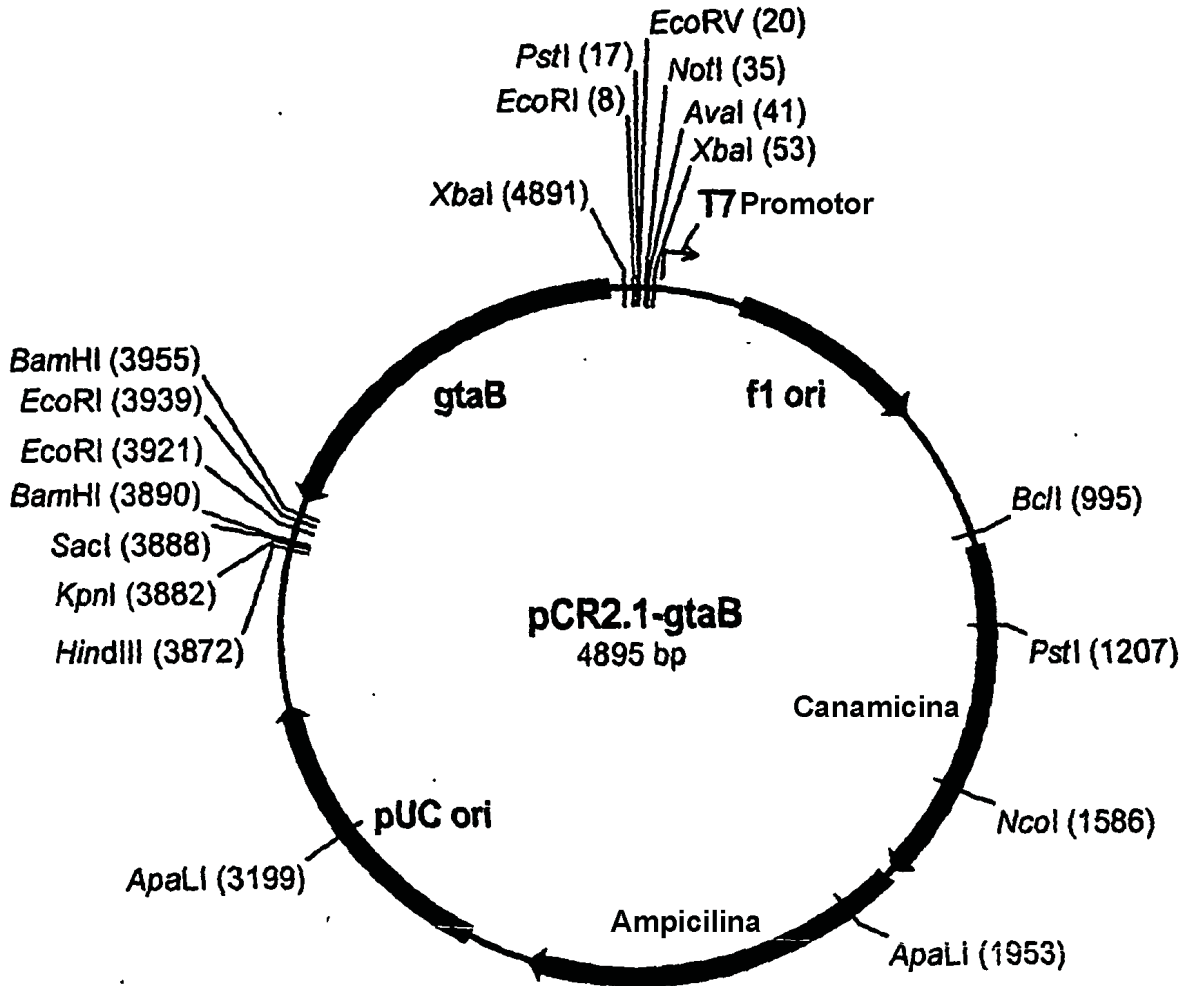 EcoRV (20)
PstI (17)
NotI (35)
EcoRI (8)
AvaI (41)
XbaI (53)
XbaI (4891)
T7 Promotor
BamHI (3955)
EcoRI (3939)
gtaB
f1 ori
EcoRI (3921)
BamHI (3890)
BclI (995)
SacI (3888)
KpnI (3882)
pCR2.1-gtaB
HindIII (3872)
4895 bp
PstI (1207)
Canamicina
pUC ori
NcoI (1586)
ApaLI (3199)
Ampicilina
ApaLI (1953)